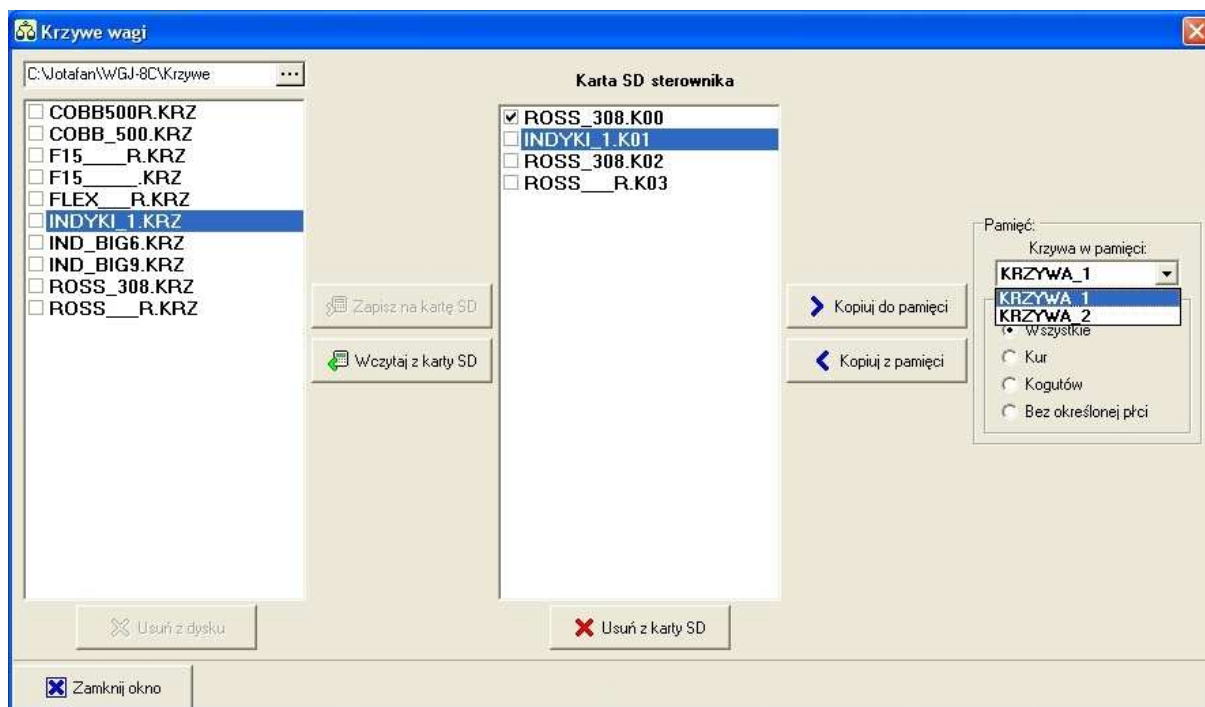 Krzywe wagi
C:\Jotafan\WGJ-8C\Krzywe ...
COBB500R.KRZ
COBB_500.KRZ
F15____R.KRZ
F15_____.KRZ
FLEX___R.KRZ
INDYKI_1.KRZ
IND_BIG6.KRZ
IND_BIG9.KRZ
ROSS_308.KRZ
ROSS___R.KRZ
Usuń z dysku
Zapisz na kartę SD
Wczytaj z karty SD
Karta SD sterownika
ROSS_308.K00
INDYKI_1.K01
ROSS_308.K02
ROSS___R.K03
Usuń z karty SD
Kopiuj do pamięci
Kopiuj z pamięci
Pamięć:
Krzywa w pamięci:
KRZYWA_1
KRZYWA_1
KRZYWA_2
Wszystkie
Kur
Kogutów
Bez określonej płci
Zamknij okno